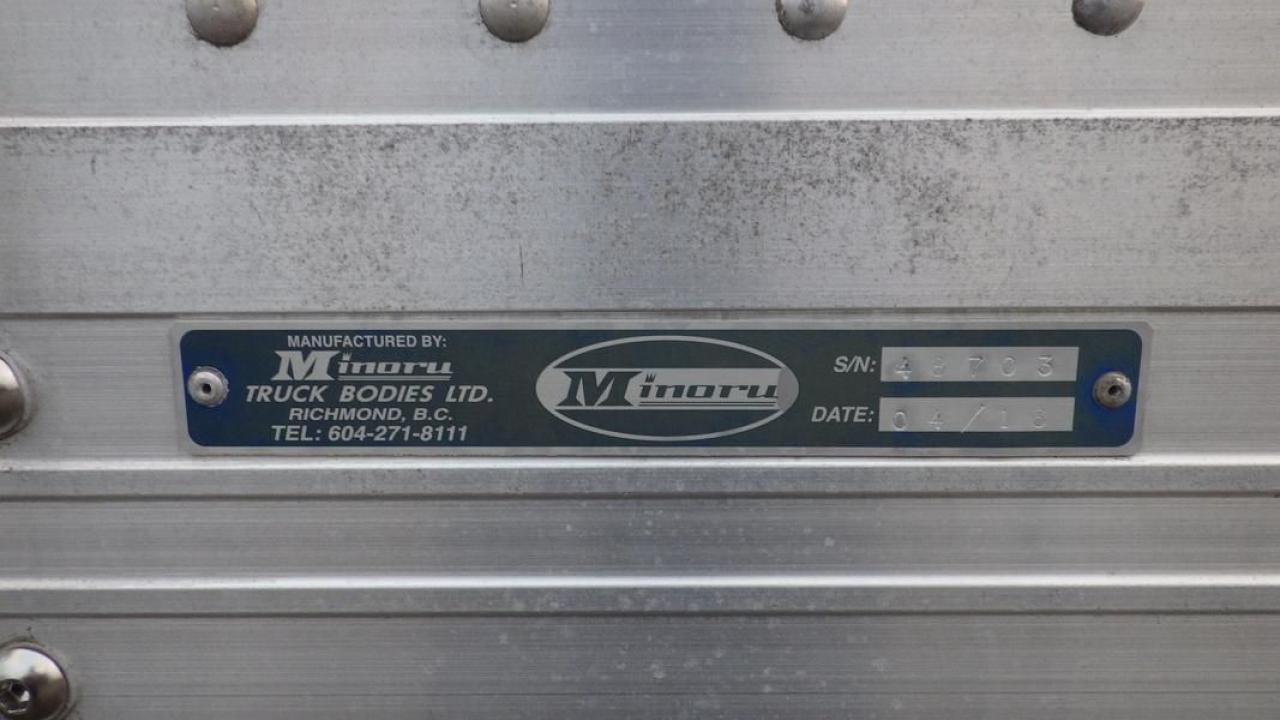 MANUFACTURED BY:
Minoru
TRUCK BODIES LTD.
RICHMOND, B.C.
TEL: 604-271-8111
Minoru
S/N: 48703
DATE: 04/18